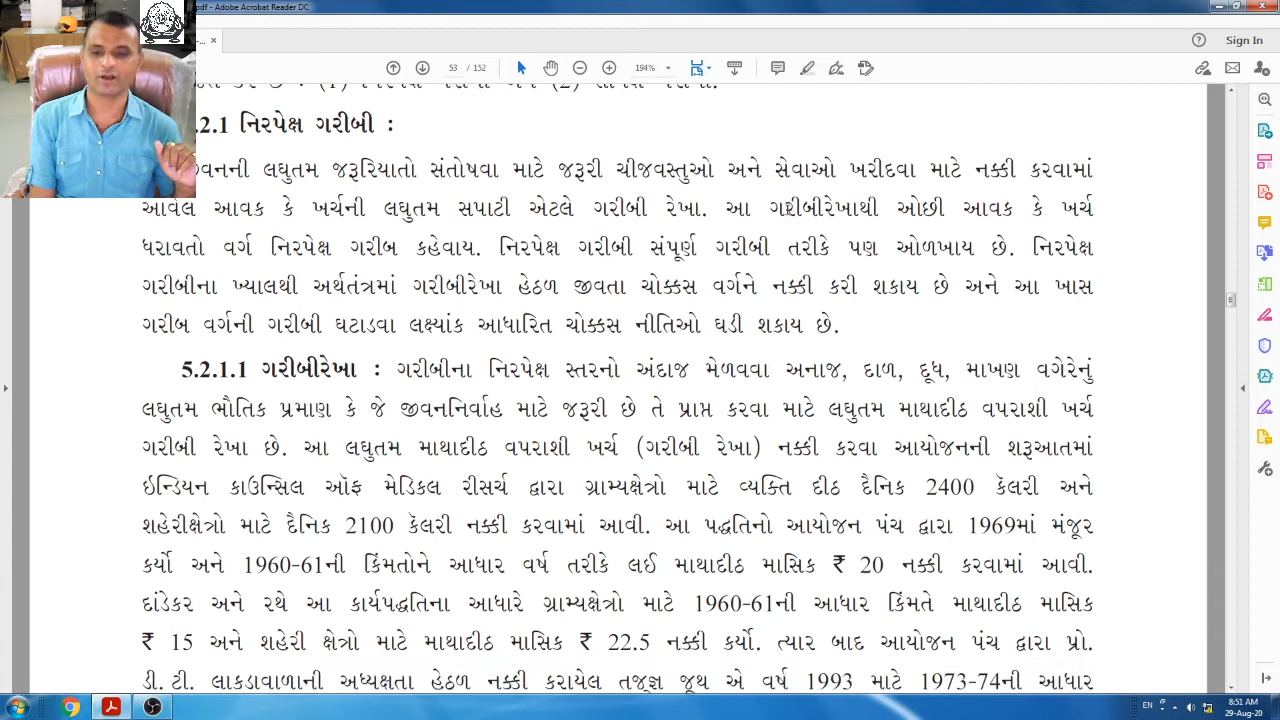 pdf - Adobe Acrobat Reader DC
Sign In
53 / 152
194%
.2.1 નિરપેક્ષ ગરીબી :
જીવનની લઘુતમ જરૂરિયાતો સંતોષવા માટે જરૂરી ચીજવસ્તુઓ અને સેવાઓ ખરીદવા માટે નક્કી કરવામાં
આવેલ આવક કે ખર્ચની લઘુતમ સપાટી એટલે ગરીબી રેખા. આ ગરીબીરેખાથી ઓછી આવક કે ખર્ચ
ધરાવતો વર્ગ નિરપેક્ષ ગરીબ કહેવાય. નિરપેક્ષ ગરીબી સંપૂર્ણ ગરીબી તરીકે પણ ઓળખાય છે. નિરપેક્ષ
ગરીબીના ખ્યાલથી અર્થતંત્રમાં ગરીબીરેખા હેઠળ જીવતા ચોક્કસ વર્ગને નક્કી કરી શકાય છે અને આ ખાસ
ગરીબ વર્ગની ગરીબી ઘટાડવા લક્ષ્યાંક આધારિત ચોક્કસ નીતિઓ ઘડી શકાય છે.
5.2.1.1 ગરીબીરેખા : ગરીબીના નિરપેક્ષ સ્તરનો અંદાજ મેળવવા અનાજ, દાળ, દૂધ, માખણ વગેરેનું
લઘુતમ ભૌતિક પ્રમાણ કે જે જીવનનિર્વાહ માટે જરૂરી છે તે પ્રાપ્ત કરવા માટે લઘુતમ માથાદીઠ વપરાશી ખર્ચ
ગરીબી રેખા છે. આ લઘુતમ માથાદીઠ વપરાશી ખર્ચ (ગરીબી રેખા) નક્કી કરવા આયોજનની શરૂઆતમાં
ઈન્ડિયન કાઉન્સિલ ઑફ મેડિકલ રીસર્ચ દ્વારા ગ્રામ્યક્ષેત્રો માટે વ્યક્તિ દીઠ દૈનિક 2400 કૅલરી અને
શહેરીક્ષેત્રો માટે દૈનિક 2100 કૅલરી નક્કી કરવામાં આવી. આ પદ્ધતિનો આયોજન પંચ દ્વારા 1969માં મંજૂર
કર્યો અને 1960-61ની કિંમતોને આધાર વર્ષ તરીકે લઈ માથાદીઠ માસિક ₹ 20 નક્કી કરવામાં આવી.
દાંડેકર અને રથે આ કાર્યપદ્ધતિના આધારે ગ્રામ્યક્ષેત્રો માટે 1960-61ની આધાર કિંમતે માથાદીઠ માસિક
₹ 15 અને શહેરી ક્ષેત્રો માટે માથાદીઠ માસિક ₹ 22.5 નક્કી કર્યો. ત્યાર બાદ આયોજન પંચ દ્વારા પ્રો.
ડી. ટી. લાકડાવાળાની અધ્યક્ષતા હેઠળ નક્કી કરાયેલ તજ્જ્ઞ જૂથ એ વર્ષ 1993 માટે 1973-74ની આધાર
EN
8:51 AM
29-Aug-20